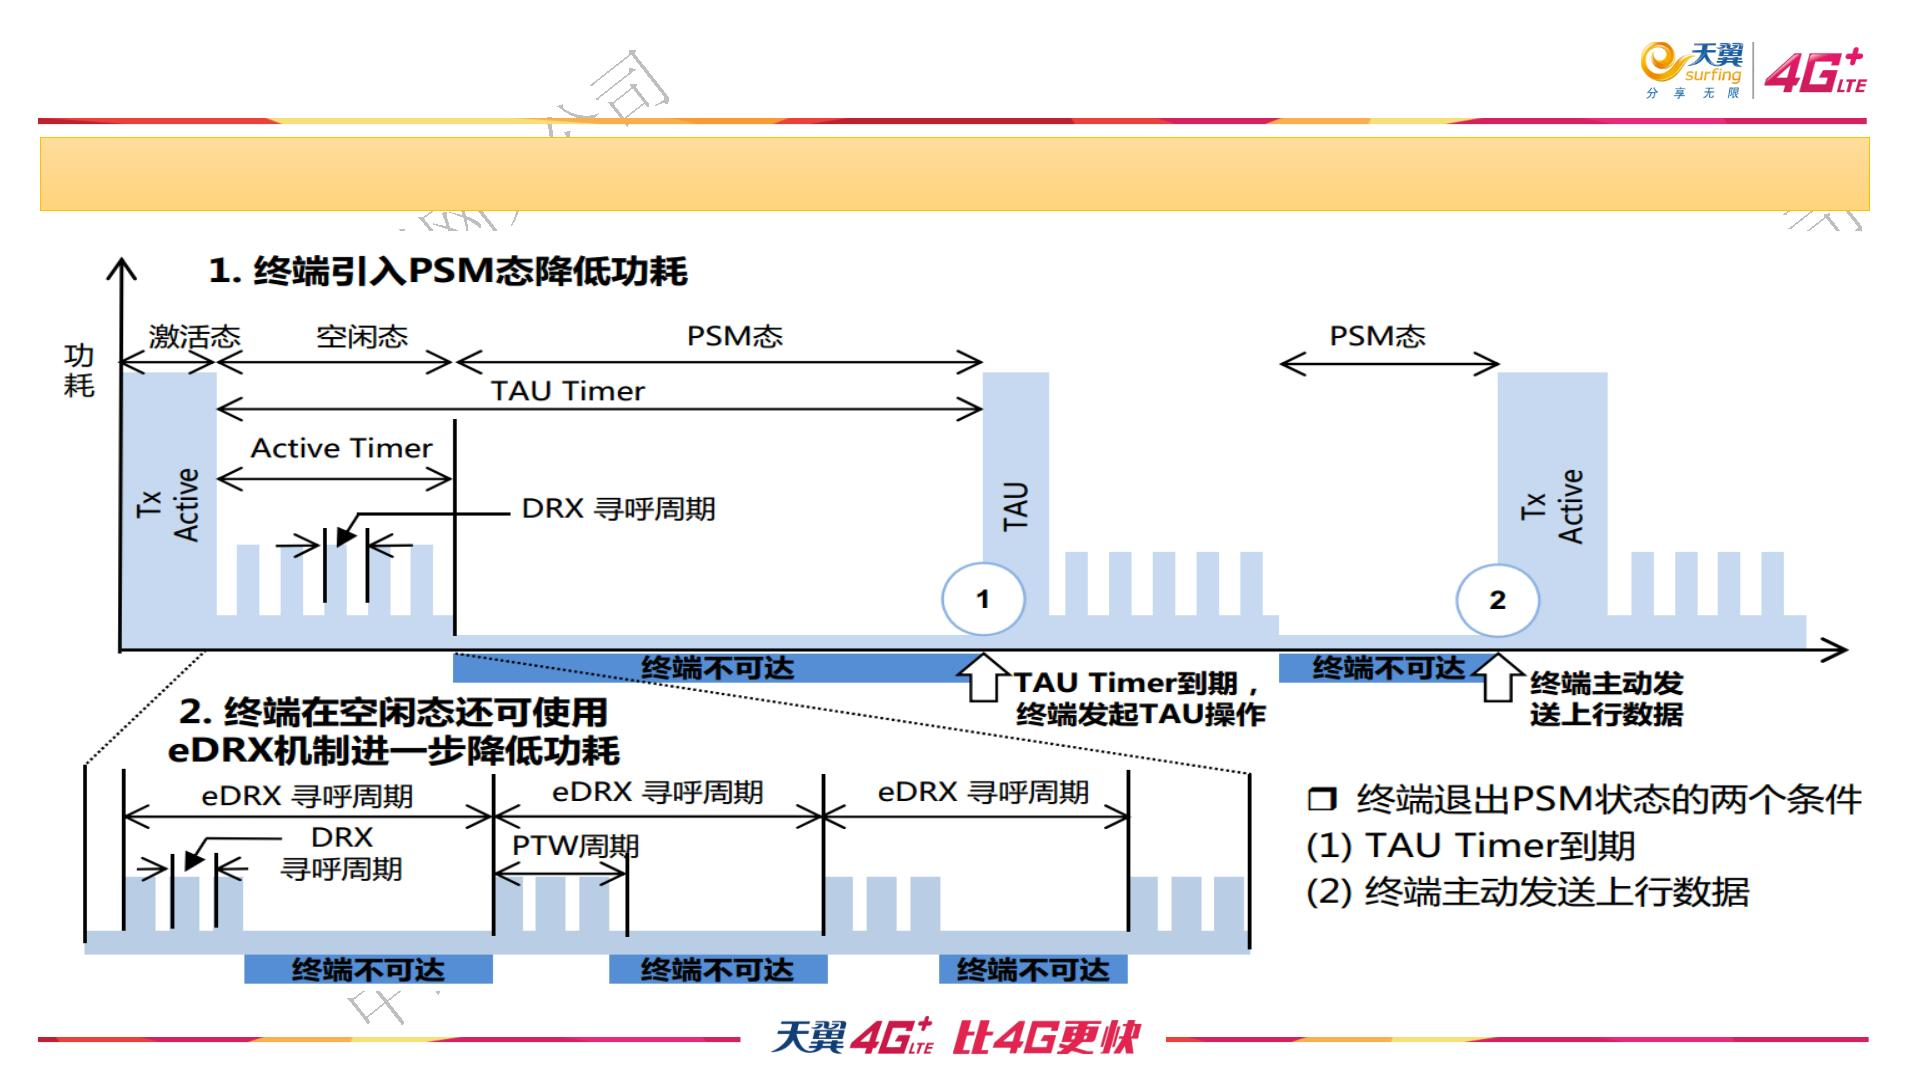 天翼
surfing
分 享 无 限
4G+
LTE
司
网
司
1. 终端引入PSM态降低功耗
功
耗
激活态
空闲态
PSM态
PSM态
TAU Timer
Active Timer
DRX 寻呼周期
Tx
Active
TAU
Tx
Active
1
2
终端不可达
终端不可达
TAU Timer到期，
终端发起TAU操作
终端主动发
送上行数据
2. 终端在空闲态还可使用
eDRX机制进一步降低功耗
eDRX 寻呼周期
eDRX 寻呼周期
eDRX 寻呼周期
DRX
寻呼周期
PTW周期
终端不可达
终端不可达
终端不可达
❒ 终端退出PSM状态的两个条件
(1) TAU Timer到期
(2) 终端主动发送上行数据
天翼4G+LTE 比4G更快